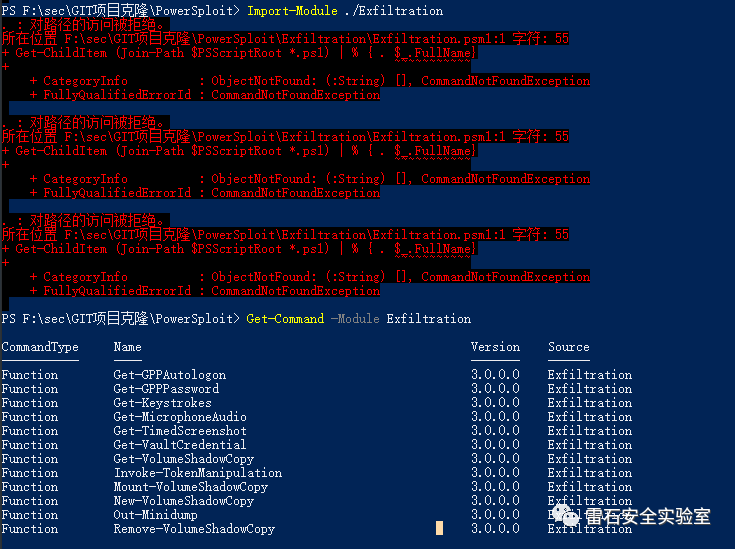 PS F:\sec\GIT项目克隆\PowerSploit> Import-Module ./Exfiltration
. : 对路径的访问被拒绝。
所在位置 F:\sec\GIT项目克隆\PowerSploit\Exfiltration\Exfiltration.psm1:1 字符: 55
+ Get-ChildItem (Join-Path $PSScriptRoot *.ps1) | % { . $_.FullName}
+
    + CategoryInfo          : ObjectNotFound: (:String) [], CommandNotFoundException
    + FullyQualifiedErrorId : CommandNotFoundException
. : 对路径的访问被拒绝。
所在位置 F:\sec\GIT项目克隆\PowerSploit\Exfiltration\Exfiltration.psm1:1 字符: 55
+ Get-ChildItem (Join-Path $PSScriptRoot *.ps1) | % { . $_.FullName}
+
    + CategoryInfo          : ObjectNotFound: (:String) [], CommandNotFoundException
    + FullyQualifiedErrorId : CommandNotFoundException
. : 对路径的访问被拒绝。
所在位置 F:\sec\GIT项目克隆\PowerSploit\Exfiltration\Exfiltration.psm1:1 字符: 55
+ Get-ChildItem (Join-Path $PSScriptRoot *.ps1) | % { . $_.FullName}
+
    + CategoryInfo          : ObjectNotFound: (:String) [], CommandNotFoundException
    + FullyQualifiedErrorId : CommandNotFoundException
PS F:\sec\GIT项目克隆\PowerSploit> Get-Command -Module Exfiltration
CommandType     Name                                               Version    Source
-----------     ----                                               -------    ------
Function        Get-GPPAutologon                                   3.0.0.0    Exfiltration
Function        Get-GPPPassword                                    3.0.0.0    Exfiltration
Function        Get-Keystrokes                                     3.0.0.0    Exfiltration
Function        Get-MicrophoneAudio                                3.0.0.0    Exfiltration
Function        Get-TimedScreenshot                                3.0.0.0    Exfiltration
Function        Get-VaultCredential                                3.0.0.0    Exfiltration
Function        Get-VolumeShadowCopy                               3.0.0.0    Exfiltration
Function        Invoke-TokenManipulation                           3.0.0.0    Exfiltration
Function        Mount-VolumeShadowCopy                             3.0.0.0    Exfiltration
Function        New-VolumeShadowCopy                               3.0.0.0    Exfiltration
Function        Out-Minidump                                       3.0.0.0    Exfiltration
Function        Remove-VolumeShadowCopy                            3.0.0.0    Exfiltration
雷石安全实验室